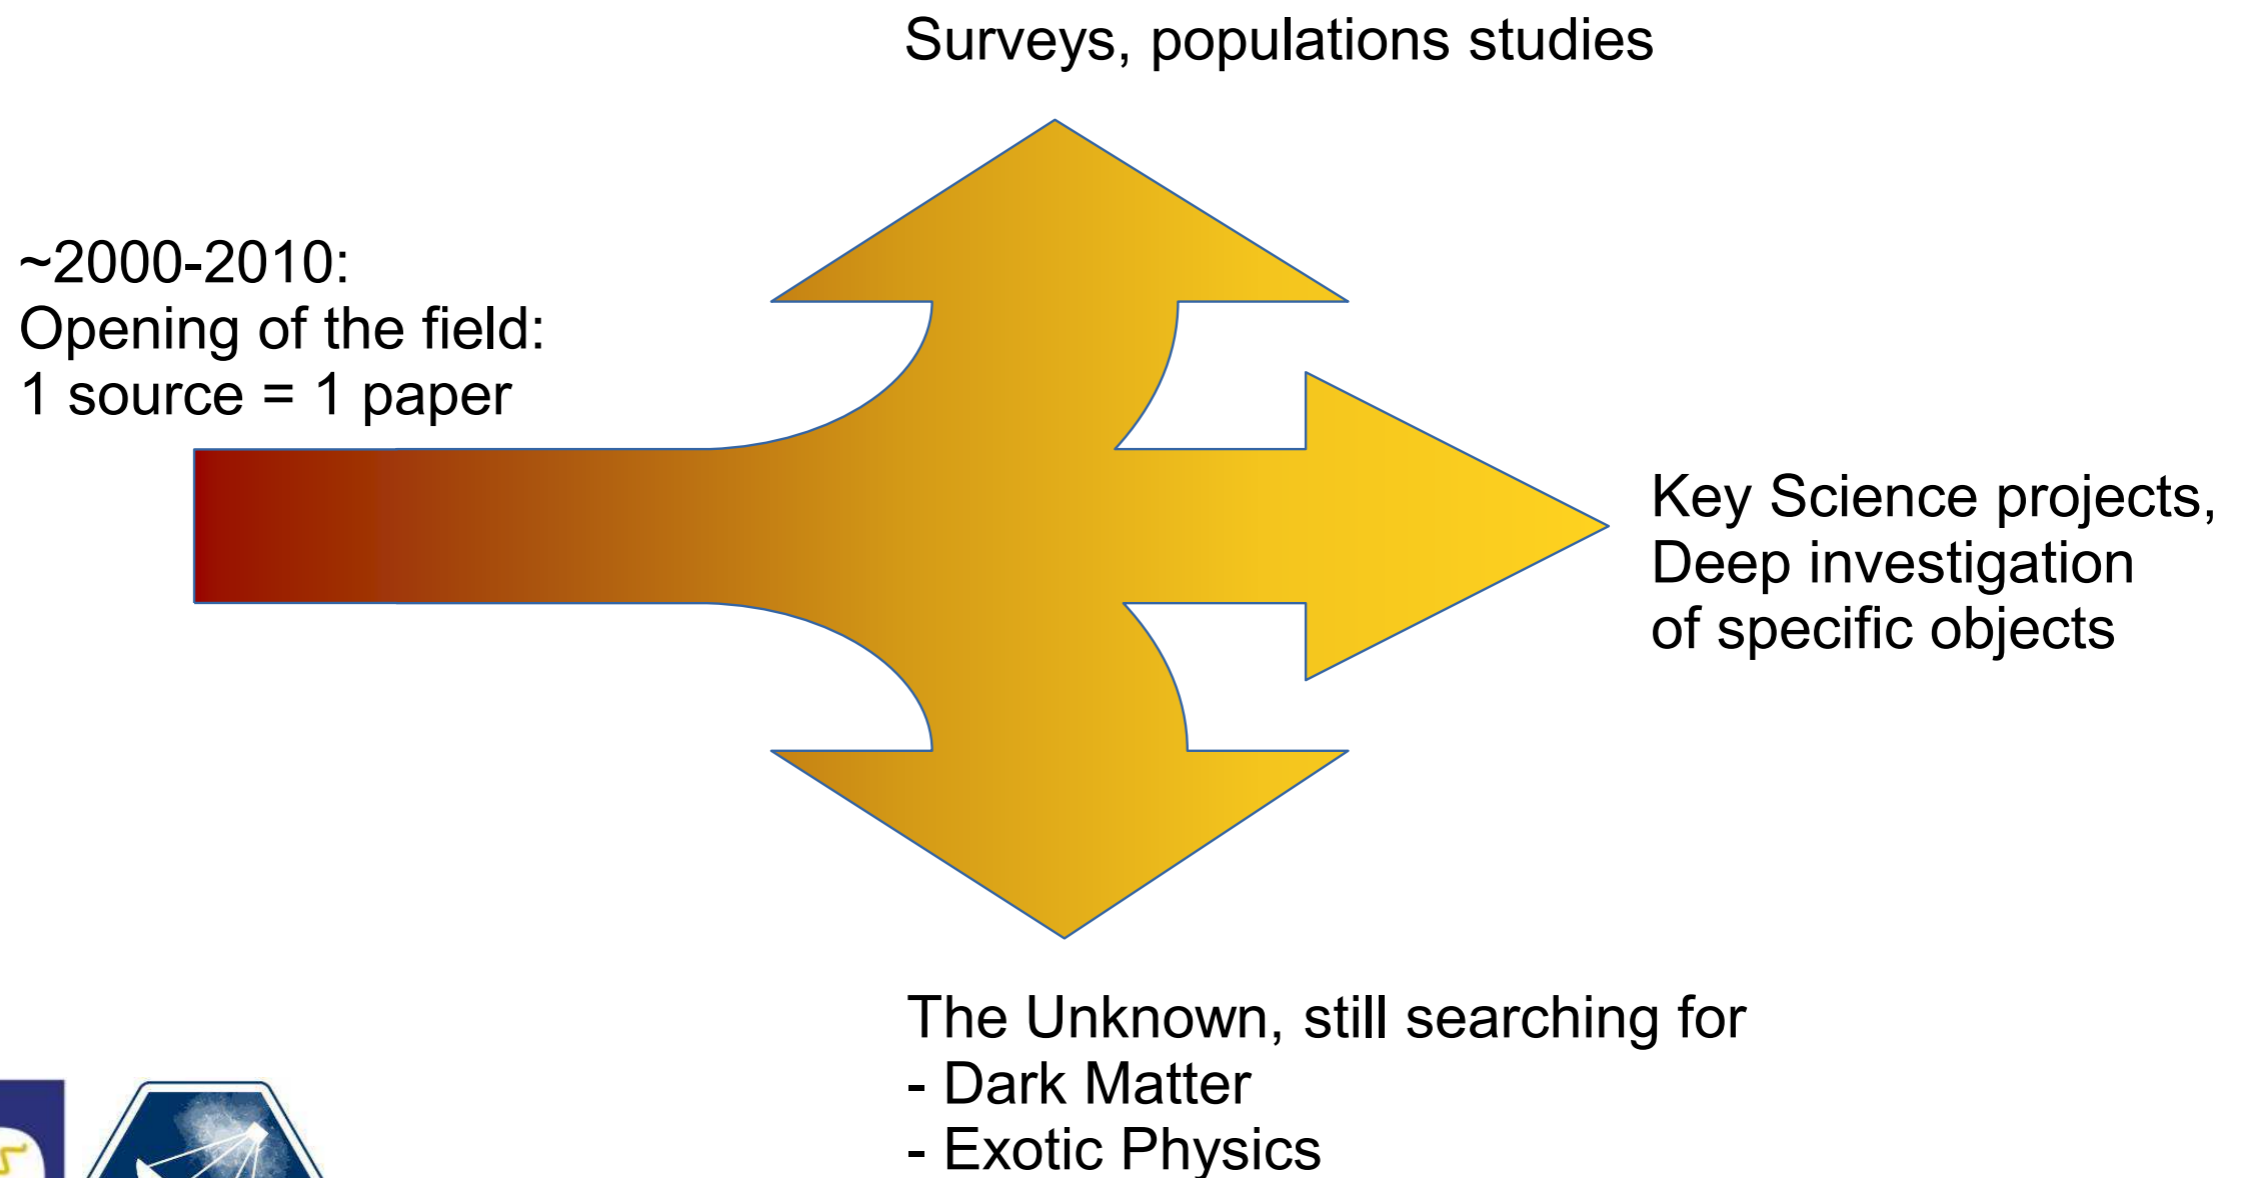 Surveys, populations studies
~2000-2010:
Opening of the field:
1 source = 1 paper
Key Science projects,
Deep investigation
of specific objects
The Unknown, still searching for
- Dark Matter
- Exotic Physics